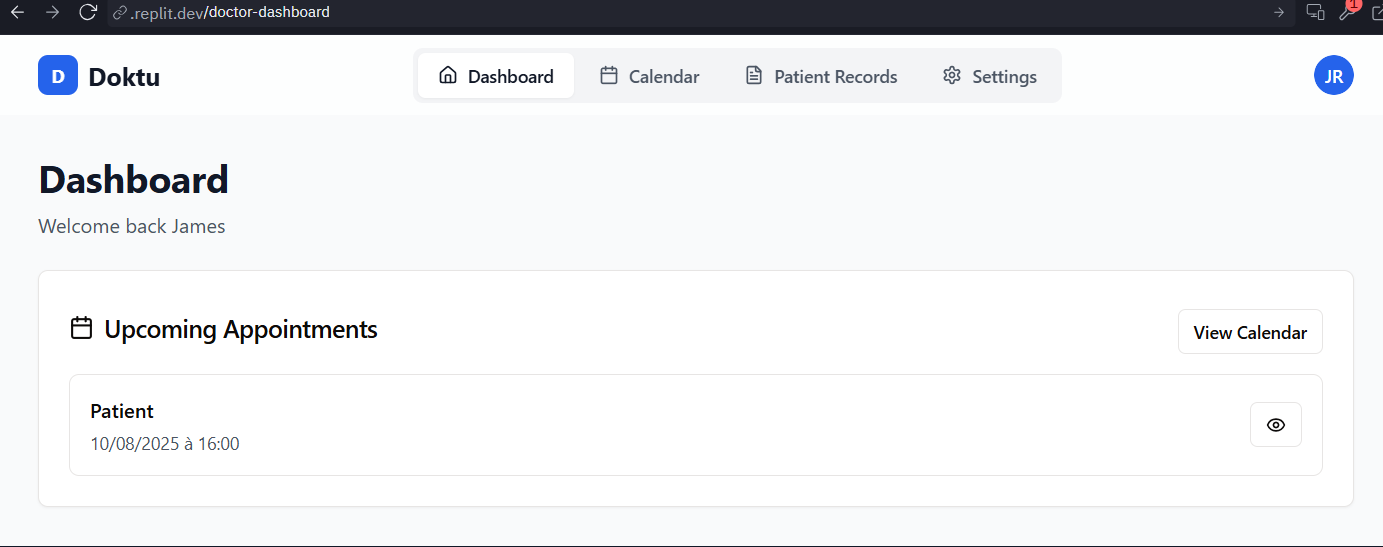 .replit.dev/doctor-dashboard
1
D Doktu
Dashboard Calendar Patient Records Settings
JR
Dashboard
Welcome back James
Upcoming Appointments
View Calendar
Patient
10/08/2025 à 16:00